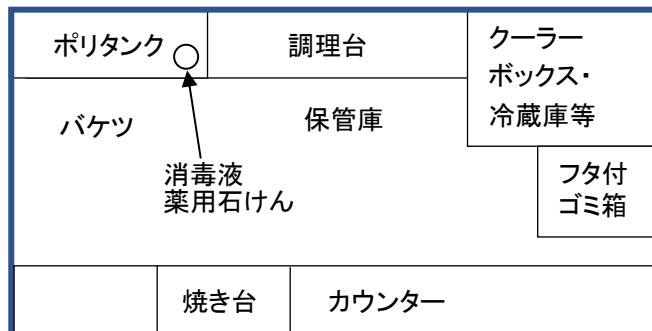 ポリタンク
調理台
クーラー
ボックス・
冷蔵庫等
バケツ
保管庫
消毒液
薬用石けん
フタ付
ゴミ箱
焼き台
カウンター